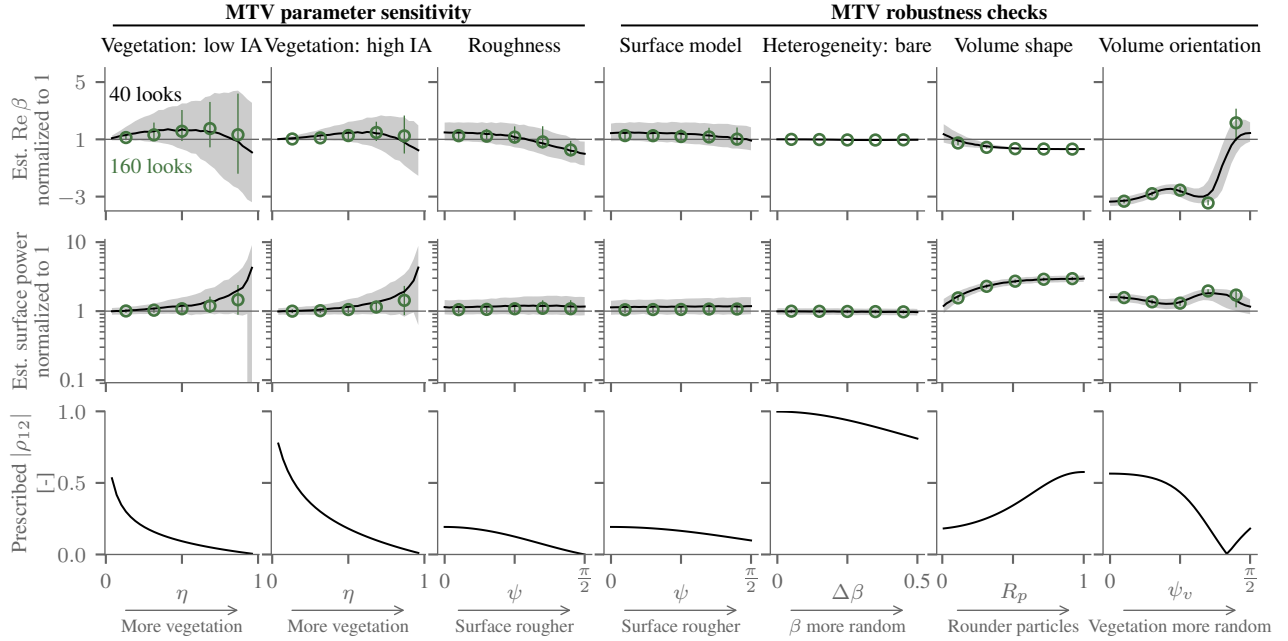 MTV parameter sensitivity
MTV robustness checks
Vegetation: low IA
Vegetation: high IA
Roughness
Surface model
Heterogeneity: bare
Volume shape
Volume orientation
Est. Re β
normalized to 1
5
1
−3
40 looks
160 looks
Est. surface power
normalized to 1
10
1
0.1
Prescribed |ρ12|
[-]
1.0
0.5
0.0
0 η 1
More vegetation
0 η 1
More vegetation
0 ψ π/2
Surface rougher
0 ψ π/2
Surface rougher
0 Δβ 0.5
β more random
0 Rp 1
Rounder particles
0 ψv π/2
Vegetation more random